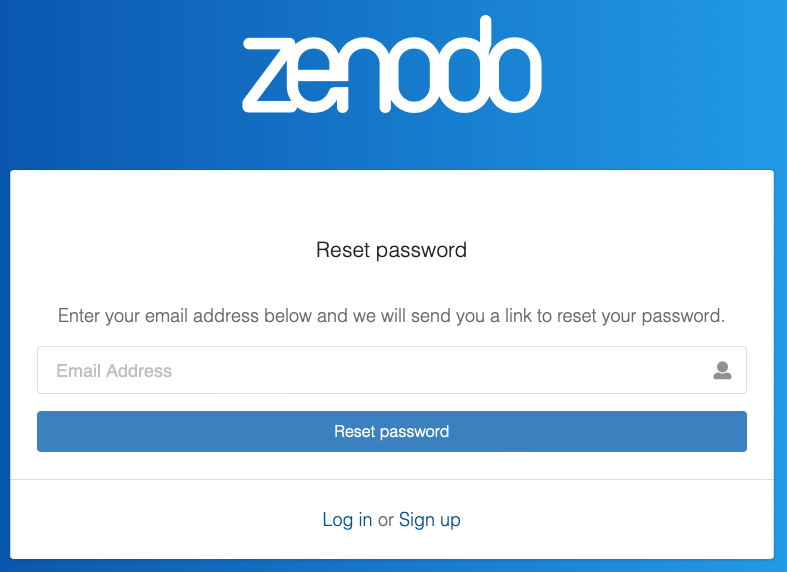 zenodo
Reset password
Enter your email address below and we will send you a link to reset your password.
Email Address
Reset password
Log in or Sign up